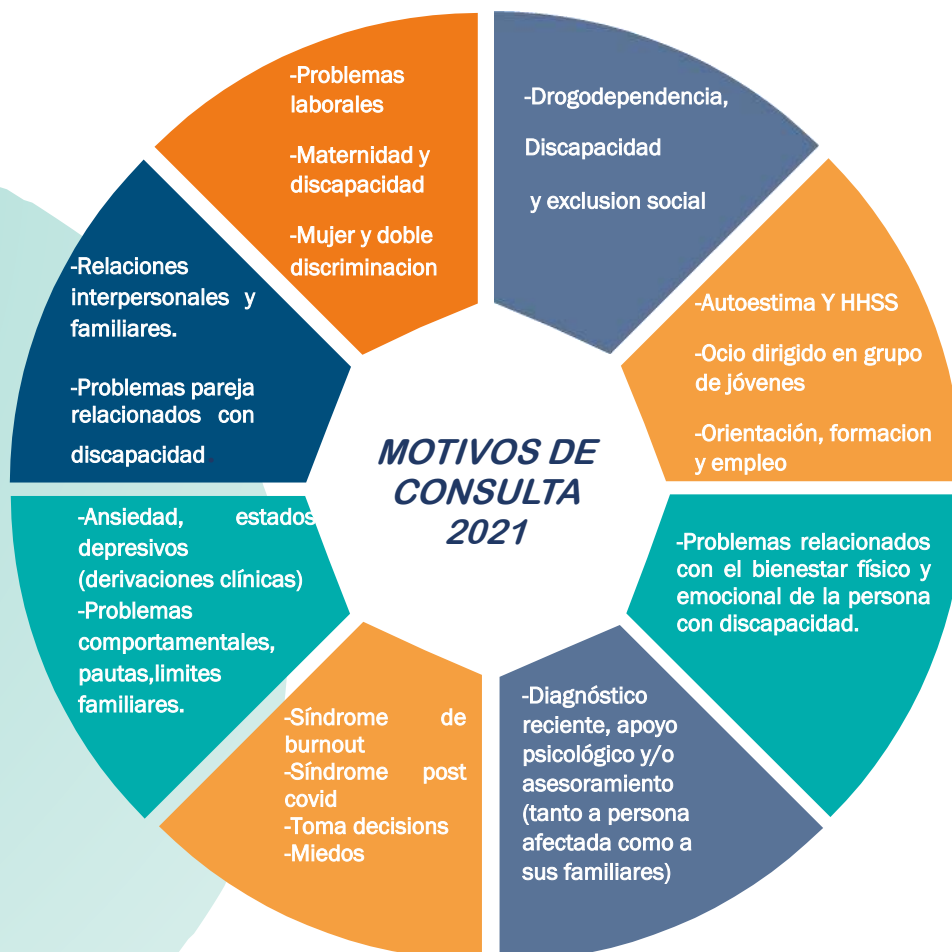 -Problemas
laborales
-Maternidad y
discapacidad
-Mujer y doble
discriminacion
-Drogodependencia,
Discapacidad
y exclusion social
-Autoestima Y HHSS
-Ocio dirigido en grupo
de jóvenes
-Orientación, formacion
y empleo
-Problemas relacionados
con el bienestar físico y
emocional de la persona
con discapacidad.
-Diagnóstico
reciente, apoyo
psicológico y/o
asesoramiento
(tanto a persona
afectada como a
sus familiares)
-Síndrome de
burnout
-Síndrome post
covid
-Toma decisions
-Miedos
-Ansiedad, estados
depresivos
(derivaciones clínicas)
-Problemas
comportamentales,
pautas,limites
familiares.
-Relaciones
interpersonales y
familiares.
-Problemas pareja
relacionados con
discapacidad.
MOTIVOS DE
CONSULTA
2021